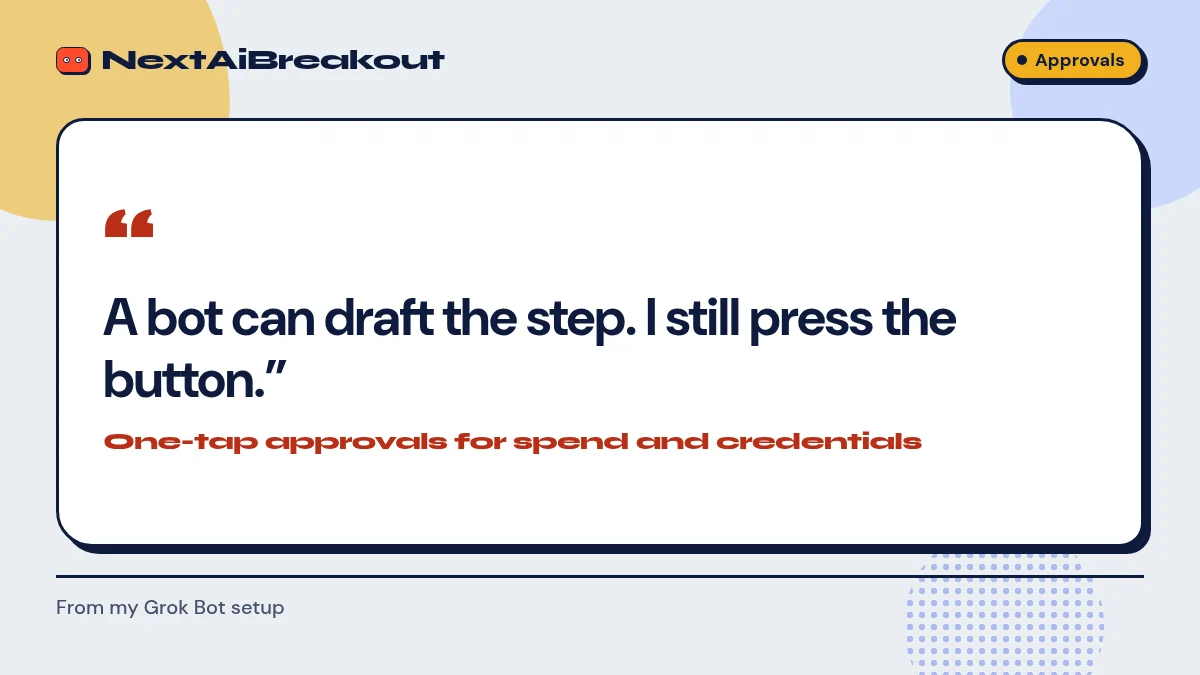 NextAiBreakout
Approvals
“
A bot can draft the step. I still press the
button.”
One-tap approvals for spend and credentials
From my Grok Bot setup